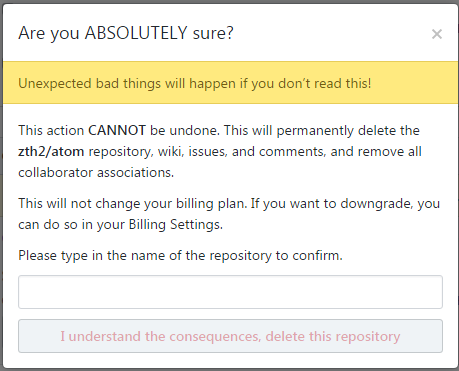 Are you ABSOLUTELY sure?
×
Unexpected bad things will happen if you don't read this!
This action CANNOT be undone. This will permanently delete the
zth2/atom repository, wiki, issues, and comments, and remove all
collaborator associations.
This will not change your billing plan. If you want to downgrade, you
can do so in your Billing Settings.
Please type in the name of the repository to confirm.
I understand the consequences, delete this repository